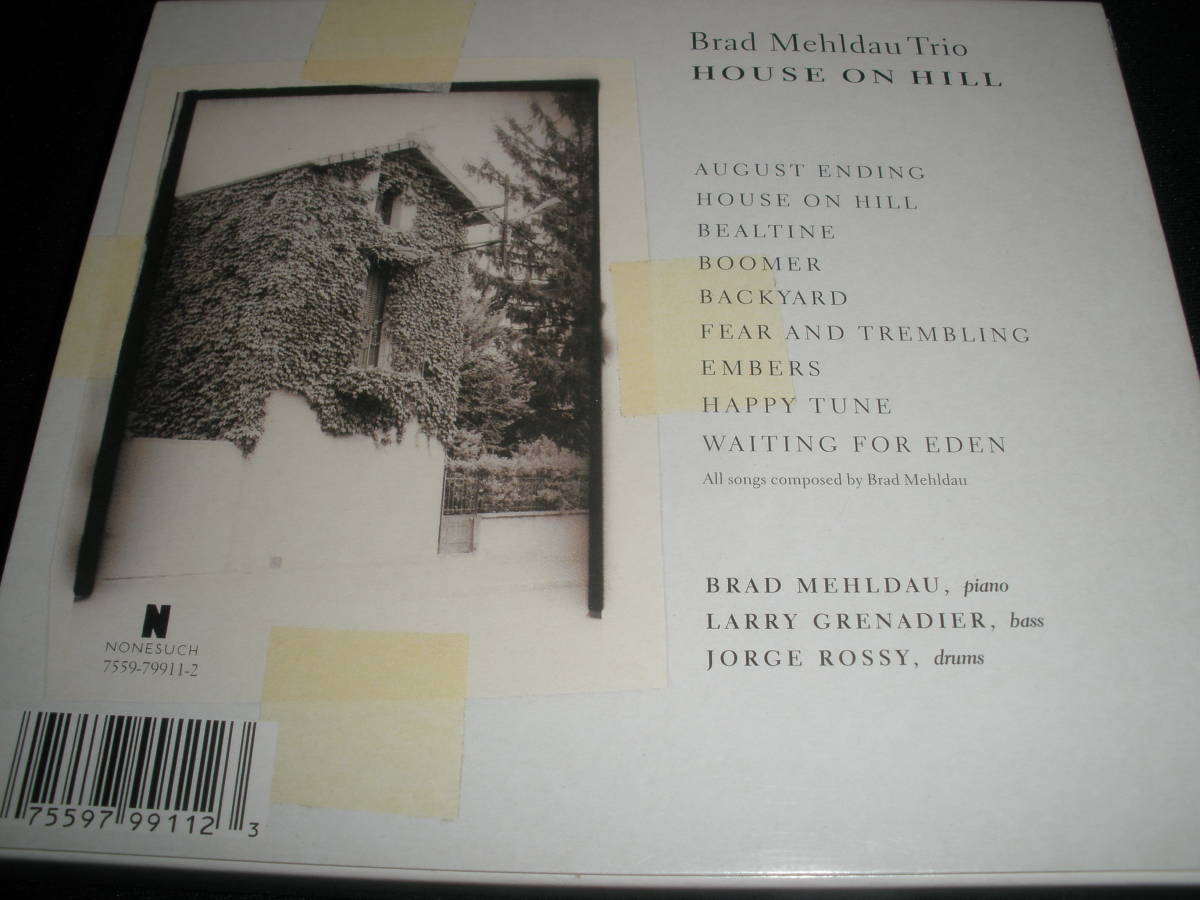 Brad Mehldau Trio
HOUSE ON HILL
AUGUST ENDING
HOUSE ON HILL
BEALTINE
BOOMER
BACKYARD
FEAR AND TREMBLING
EMBERS
HAPPY TUNE
WAITING FOR EDEN
All songs composed by Brad Mehldau
BRAD MEHLDAU, piano
LARRY GRENADIER, bass
JORGE ROSSY, drums
N
NONESUCH
7559-79911-2
75597 99112 3